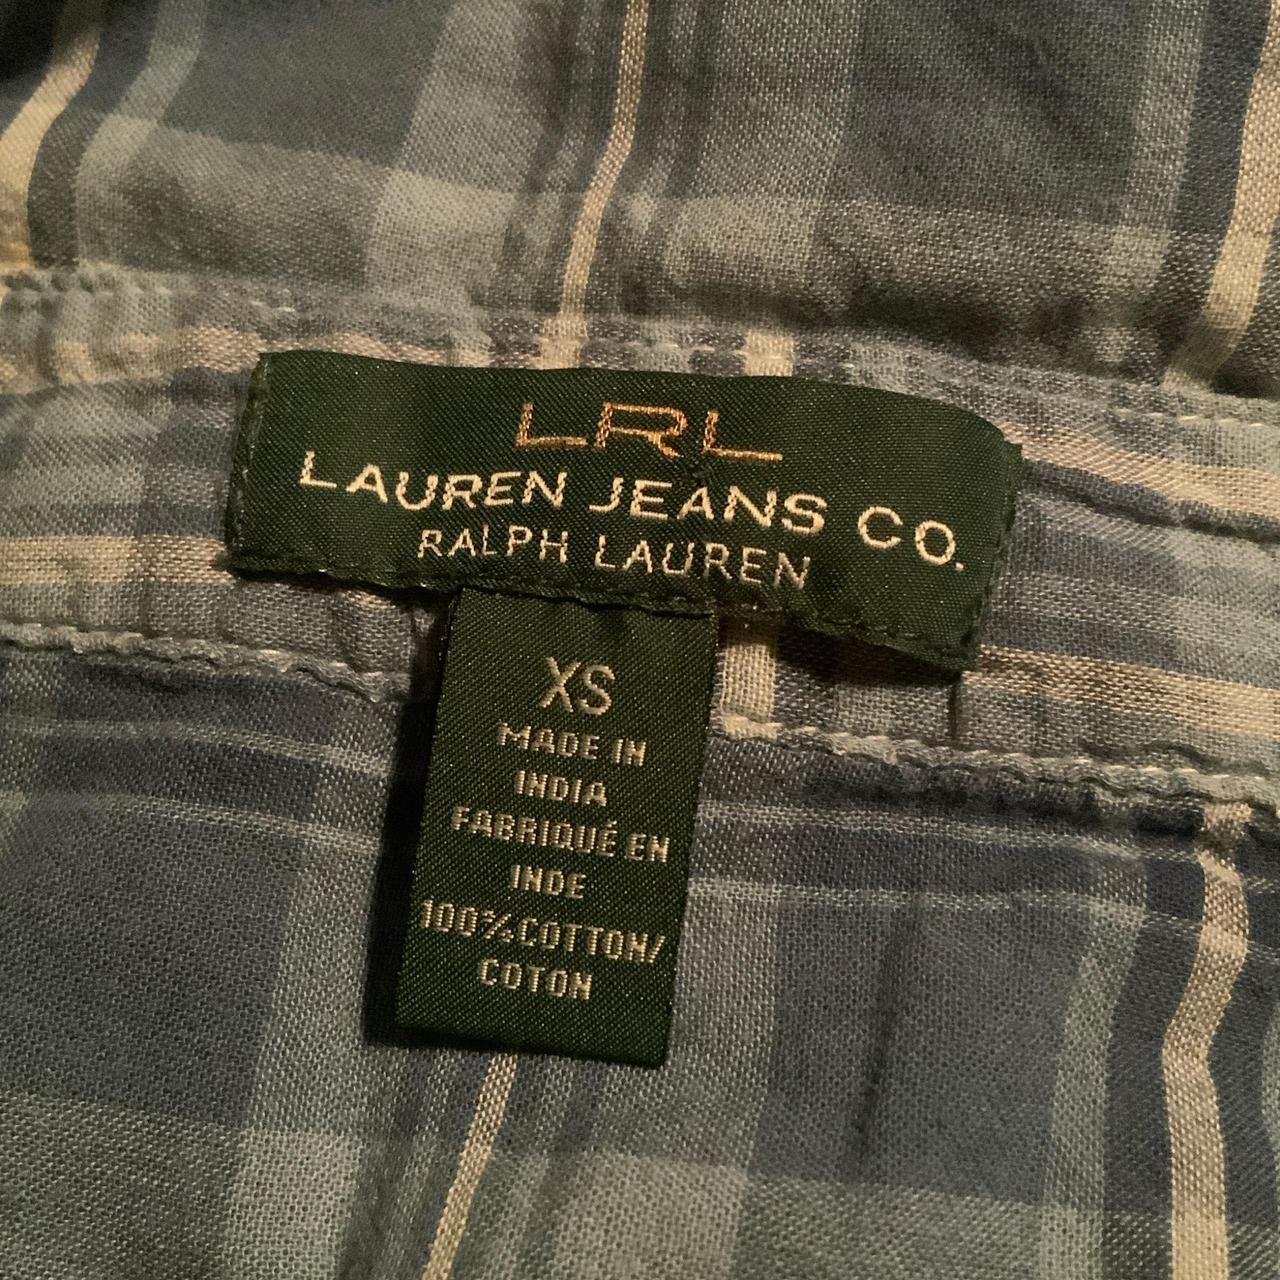 LRL
LAUREN JEANS CO.
RALPH LAUREN
XS
MADE IN
INDIA
FABRIQUÉ EN
INDE
100%COTTON/
COTON